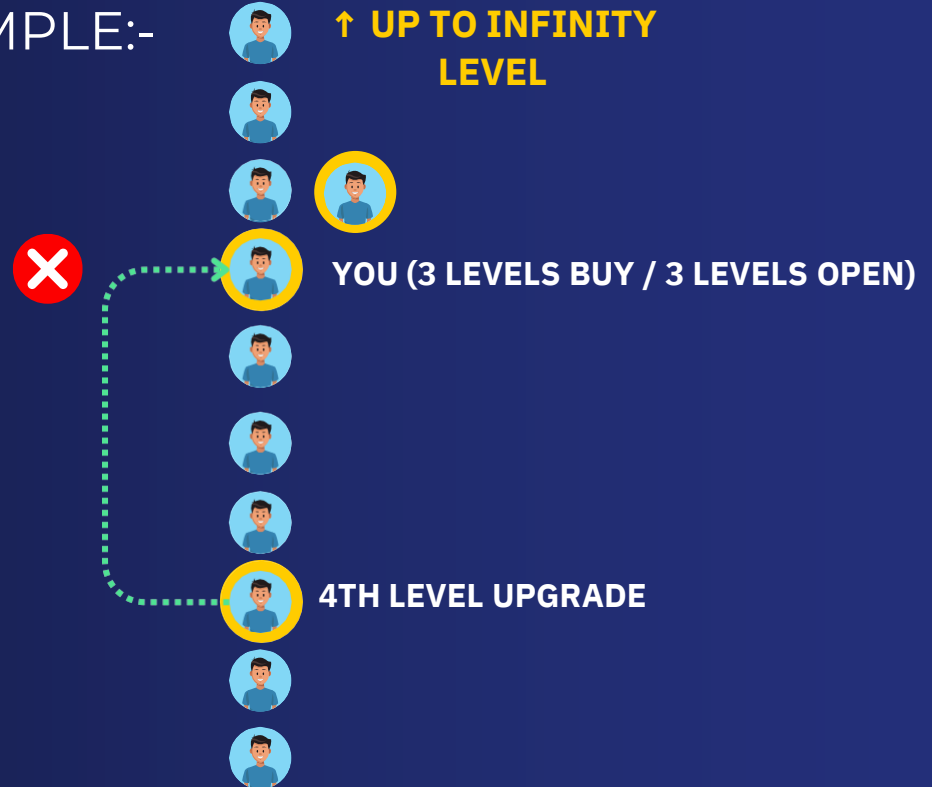 MPLE:-
↑ UP TO INFINITY
LEVEL
YOU (3 LEVELS BUY / 3 LEVELS OPEN)
4TH LEVEL UPGRADE